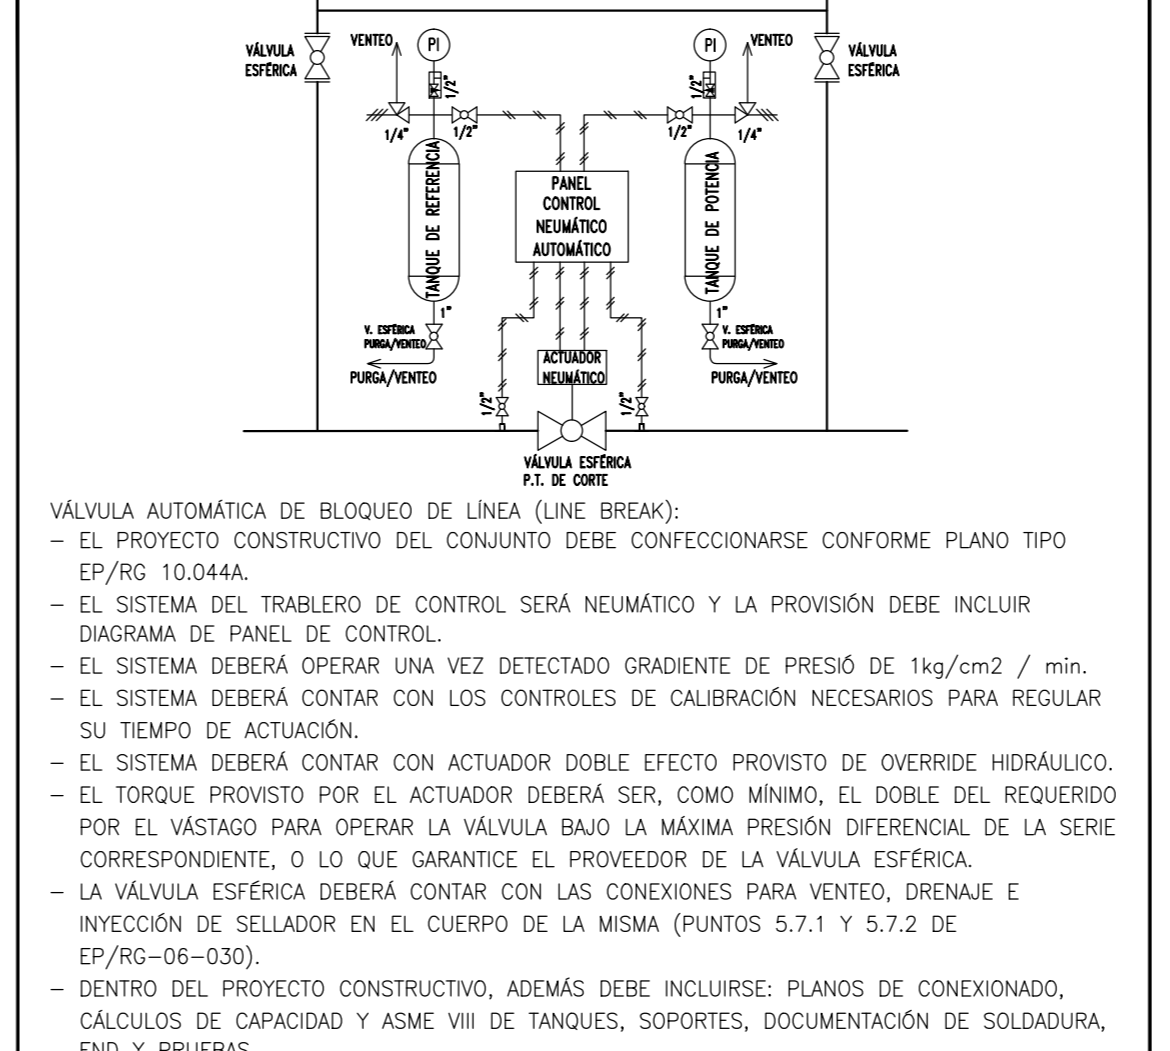 VÁLVULA
ESFÉRICA
VENTEO
PI
1/2"
1/4"
1/2"
PI
1/2"
VENTEO
1/2"
1/4"
VÁLVULA
ESFÉRICA
TANQUE DE REFERENCIA
PANEL
CONTROL
NEUMÁTICO
AUTOMÁTICO
TANQUE DE POTENCIA
1"
V. ESFÉRICA
PURGA/VENTEO
PURGA/VENTEO
1"
V. ESFÉRICA
PURGA/VENTEO
PURGA/VENTEO
ACTUADOR
NEUMÁTICO
1/2"
1/2"
VÁLVULA ESFÉRICA
P.T. DE CORTE
VÁLVULA AUTOMÁTICA DE BLOQUEO DE LÍNEA (LINE BREAK):
– EL PROYECTO CONSTRUCTIVO DEL CONJUNTO DEBE CONFECCIONARSE CONFORME PLANO TIPO
EP/RG 10.044A.
– EL SISTEMA DEL TRABLERO DE CONTROL SERÁ NEUMÁTICO Y LA PROVISIÓN DEBE INCLUIR
DIAGRAMA DE PANEL DE CONTROL.
– EL SISTEMA DEBERÁ OPERAR UNA VEZ DETECTADO GRADIENTE DE PRESIÓ DE 1kg/cm2 / min.
– EL SISTEMA DEBERÁ CONTAR CON LOS CONTROLES DE CALIBRACIÓN NECESARIOS PARA REGULAR
SU TIEMPO DE ACTUACIÓN.
– EL SISTEMA DEBERÁ CONTAR CON ACTUADOR DOBLE EFECTO PROVISTO DE OVERRIDE HIDRÁULICO.
– EL TORQUE PROVISTO POR EL ACTUADOR DEBERÁ SER, COMO MÍNIMO, EL DOBLE DEL REQUERIDO
POR EL VÁSTAGO PARA OPERAR LA VÁLVULA BAJO LA MÁXIMA PRESIÓN DIFERENCIAL DE LA SERIE
CORRESPONDIENTE, O LO QUE GARANTICE EL PROVEEDOR DE LA VÁLVULA ESFÉRICA.
– LA VÁLVULA ESFÉRICA DEBERÁ CONTAR CON LAS CONEXIONES PARA VENTEO, DRENAJE E
INYECCIÓN DE SELLADOR EN EL CUERPO DE LA MISMA (PUNTOS 5.7.1 Y 5.7.2 DE
EP/RG–06–030).
– DENTRO DEL PROYECTO CONSTRUCTIVO, ADEMÁS DEBE INCLUIRSE: PLANOS DE CONEXIONADO,
CÁLCULOS DE CAPACIDAD Y ASME VIII DE TANQUES, SOPORTES, DOCUMENTACIÓN DE SOLDADURA,
END Y PRUEBAS